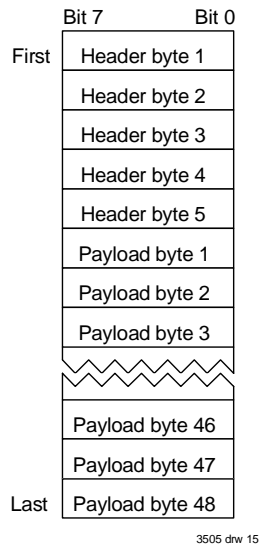 Bit 7 Bit 0
First Header byte 1
Header byte 2
Header byte 3
Header byte 4
Header byte 5
Payload byte 1
Payload byte 2
Payload byte 3
Payload byte 46
Payload byte 47
Last Payload byte 48
3505 drw 15